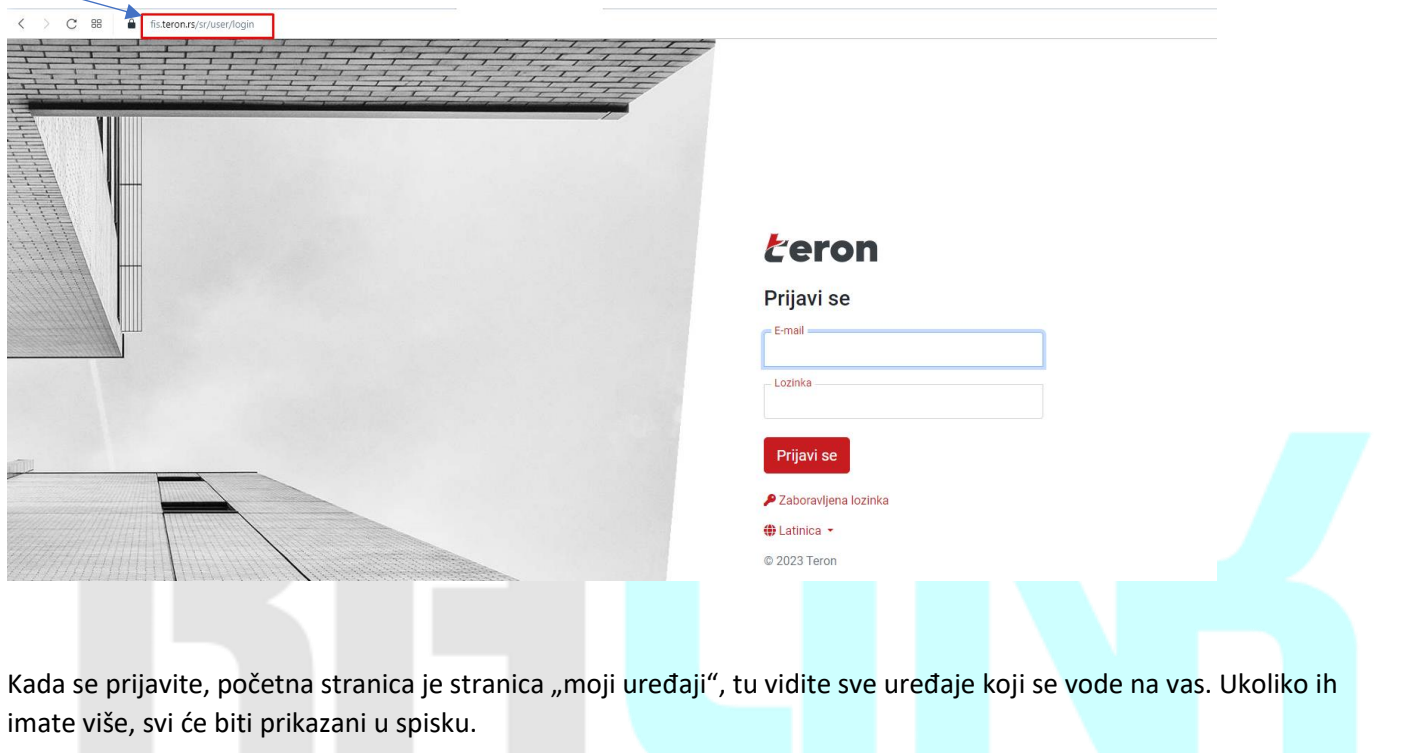 fis.teron.rs/sr/user/login
teron
Prijavi se
E-mail
Lozinka
Prijavi se
Zaboravljena lozinka
Latinica
© 2023 Teron
BITLINK
Kada se prijavite, početna stranica je stranica „moji uređaji“, tu vidite sve uređaje koji se vode na vas. Ukoliko ih
imate više, svi će biti prikazani u spisku.